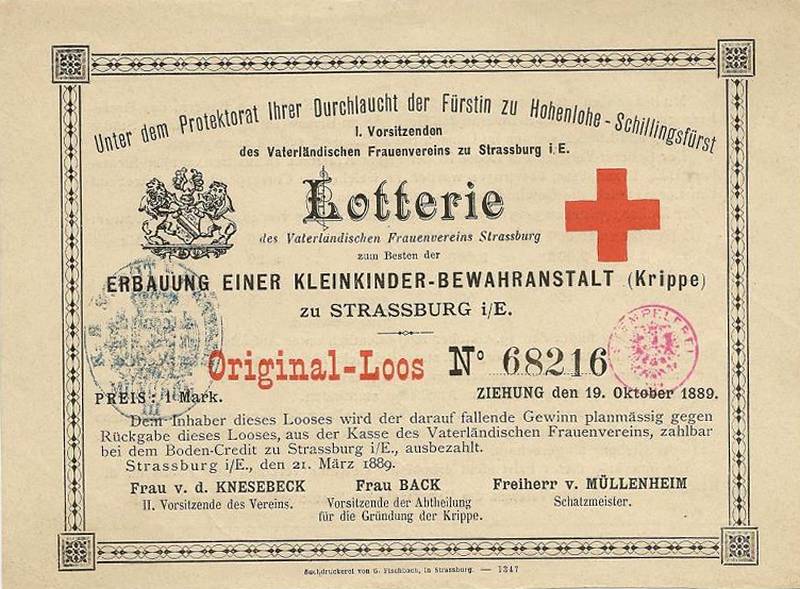 Unter dem Protektorat Ihrer Durchlaucht der Fürstin zu Hohenlohe-Schillingsfürst
I. Vorsitzenden
des Vaterländischen Frauenvereins zu Strassburg i/E.
Lotterie
des Vaterländischen Frauenvereins Strassburg
zum Besten der
ERBAUUNG EINER KLEINKINDER-BEWAHRANSTALT (Krippe)
zu STRASSBURG i/E.
Original-Loos No 68216
STEMPELFREI
PREIS: 1 Mark. ZIEHUNG den 19. Oktober 1889.
Dem Inhaber dieses Looses wird der darauf fallende Gewinn planmässig gegen
Rückgabe dieses Looses, aus der Kasse des Vaterländischen Frauenvereins, zahlbar
bei dem Boden-Credit zu Strassburg i/E., ausbezahlt.
Strassburg i/E., den 21. März 1889.
Frau v. d. KNESEBECK Frau BACK Freiherr v. MÜLLENHEIM
II. Vorsitzende des Vereins. Vorsitzende der Abtheilung Schatzmeister.
für die Gründung der Krippe.
Buchdruckerei von G. Fischbach, in Strassburg. — 1347